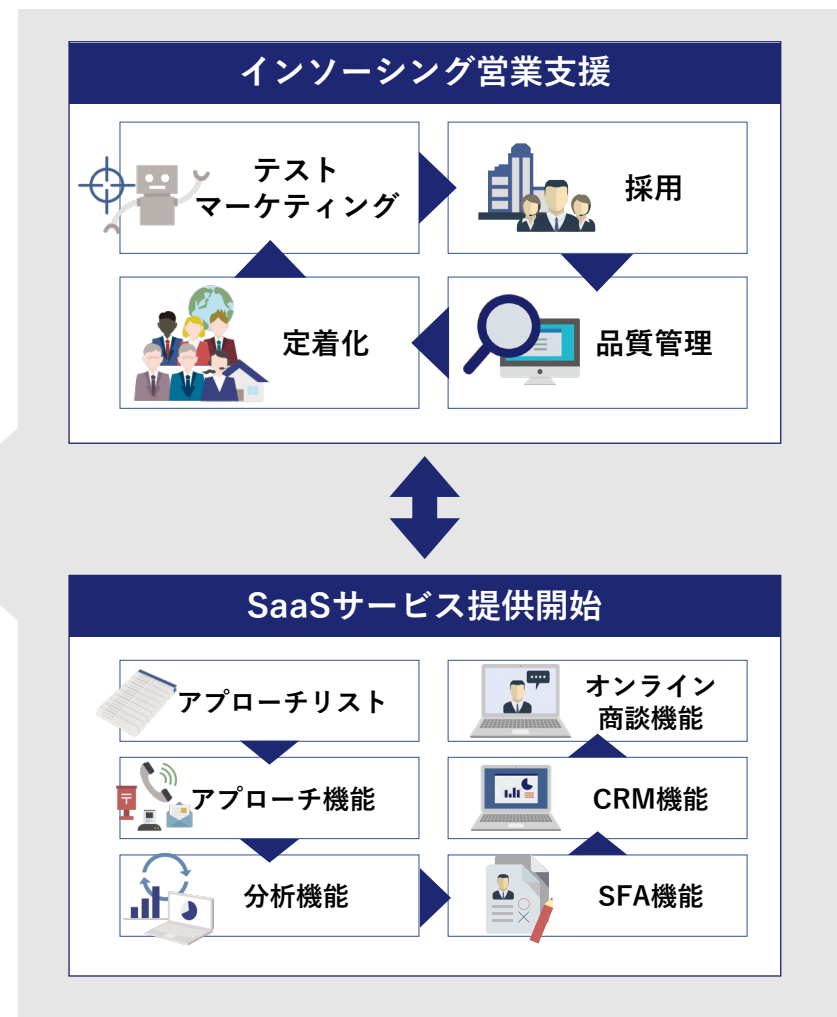 インソーシング営業支援
テスト
マーケティング
採用
定着化
品質管理
SaaSサービス提供開始
アプローチリスト
オンライン
商談機能
〒
アプローチ機能
CRM機能
分析機能
SFA機能